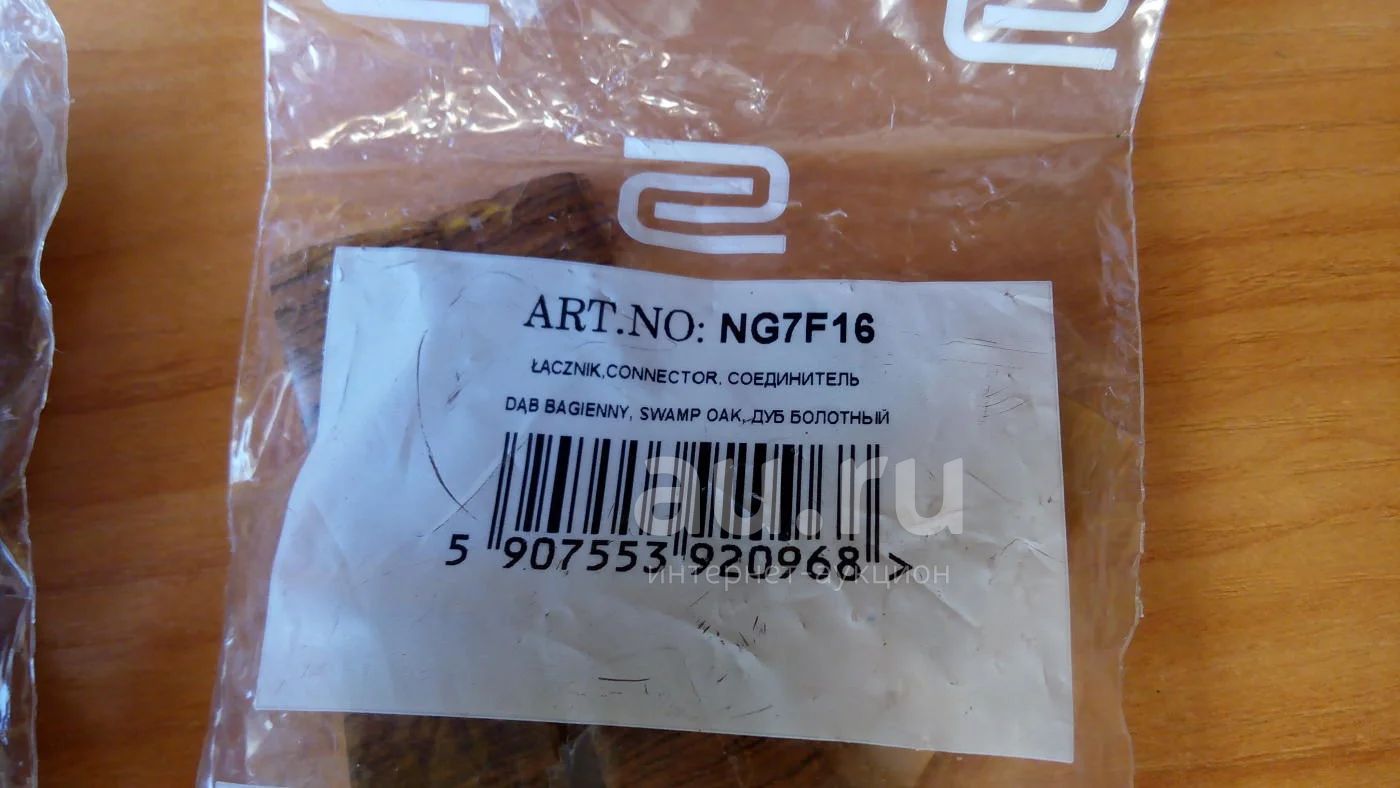 ART.NO: NG7F16
ŁĄCZNIK,CONNECTOR, СОЕДИНИТЕЛЬ
DĄB BAGIENNY, SWAMP OAK, ДУБ БОЛОТНЫЙ
au.ru
5 907553 920968 >
интернет-аукцион